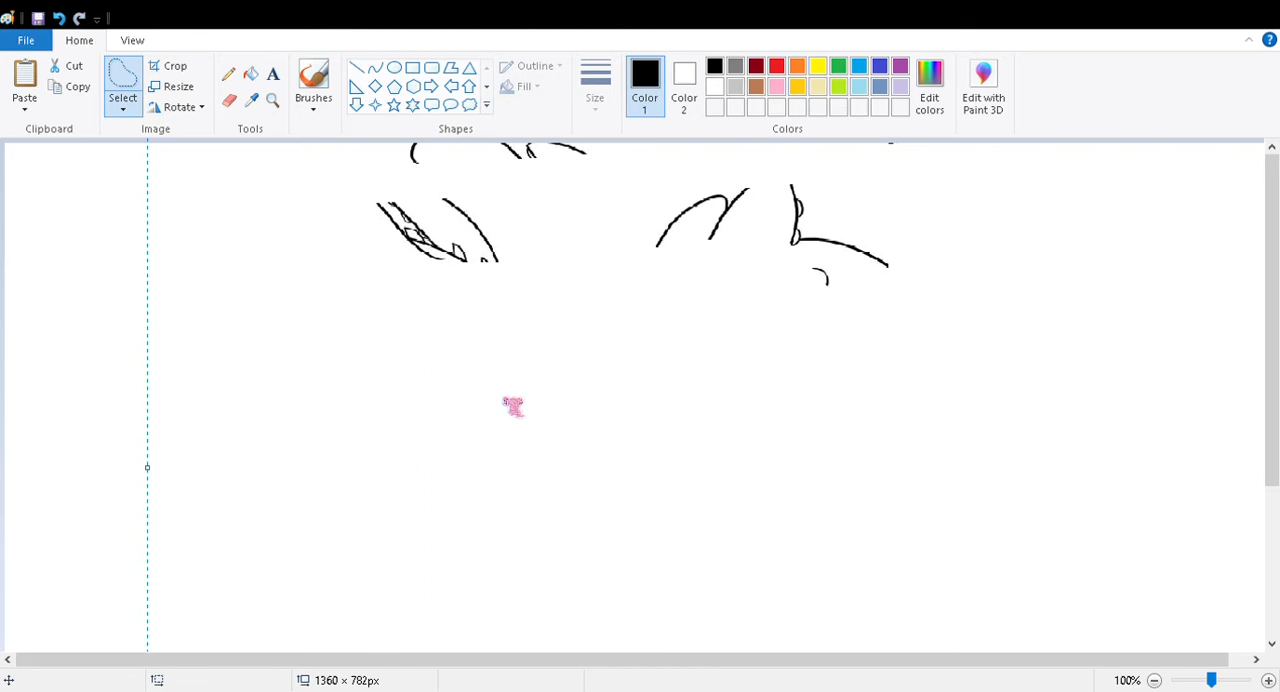 File Home View
Cut
Copy
Paste
Clipboard
Select
Crop
Resize
Rotate
Image
A
Tools
Brushes
Outline
Fill
Shapes
Size
Color 1
Color 2
Edit colors
Edit with Paint 3D
Colors
1360 × 782px
100%